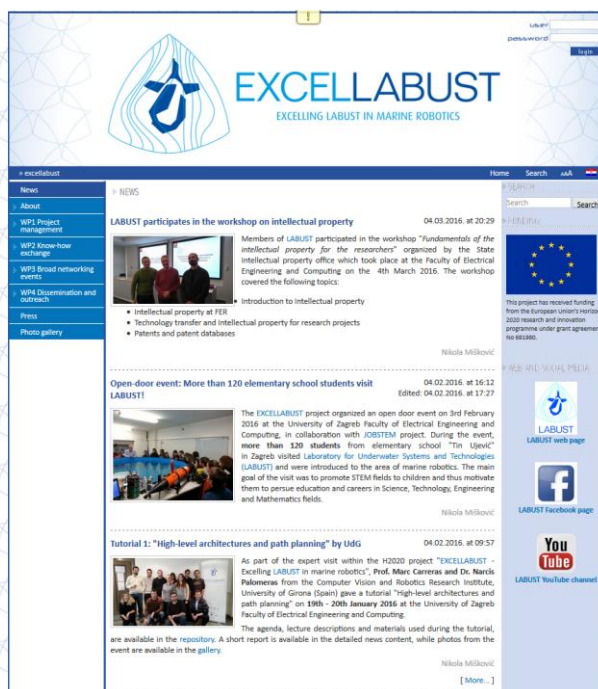 !
user
password
login
EXCELLABUST
EXCELLING LABUST IN MARINE ROBOTICS
» excellabust
Home Search AAA
News
About
WP1 Project
management
WP2 Know-how
exchange
WP3 Broad networking
events
WP4 Dissemination and
outreach
Press
Photo gallery
NEWS
LABUST participates in the workshop on intellectual property 04.03.2016. at 20:29
Members of LABUST participated in the workshop "Fundamentals of the
intellectual property for the researchers" organized by the State
Intellectual property office which took place at the Faculty of Electrical
Engineering and Computing on the 4th March 2016. The workshop
covered the following topics:
• Introduction to Intellectual property
• Intellectual property at FER
• Technology transfer and Intellectual property for research projects
• Patents and patent databases
Nikola Mišković
Open-door event: More than 120 elementary school students visit 04.02.2016. at 16:12
LABUST! Edited: 04.02.2016. at 17:27
The EXCELLABUST project organized an open door event on 3rd February
2016 at the University of Zagreb Faculty of Electrical Engineering and
Computing, in collaboration with JOBSTEM project. During the event,
more than 120 students from elementary school "Tin Ujević"
in Zagreb visited Laboratory for Underwater Systems and Technologies
(LABUST) and were introduced to the area of marine robotics. The main
goal of the visit was to promote STEM fields to children and thus motivate
them to persue education and careers in Science, Technology, Engineering
and Mathematics fields.
Nikola Mišković
Tutorial 1: "High-level architectures and path planning" by UdG 04.02.2016. at 09:57
As part of the expert visit within the H2020 project "EXCELLABUST -
Excelling LABUST in marine robotics", Prof. Marc Carreras and Dr. Narcis
Palomeras from the Computer Vision and Robotics Research Institute,
University of Girona (Spain) gave a tutorial "High-level architectures and
path planning" on 19th - 20th January 2016 at the University of Zagreb
Faculty of Electrical Engineering and Computing.
The agenda, lecture descriptions and materials used during the tutorial,
are available in the repository. A short report is available in the detailed news content, while photos from the
event are available in the gallery.
Nikola Mišković
[ More... ]
SEARCH
Search Search
FUNDING
This project has received funding
from the European Union's Horizon
2020 research and innovation
programme under grant agreement
No 691980.
WEB AND SOCIAL MEDIA
LABUST
LABUST web page
LABUST Facebook page
You
Tube
LABUST YouTube channel